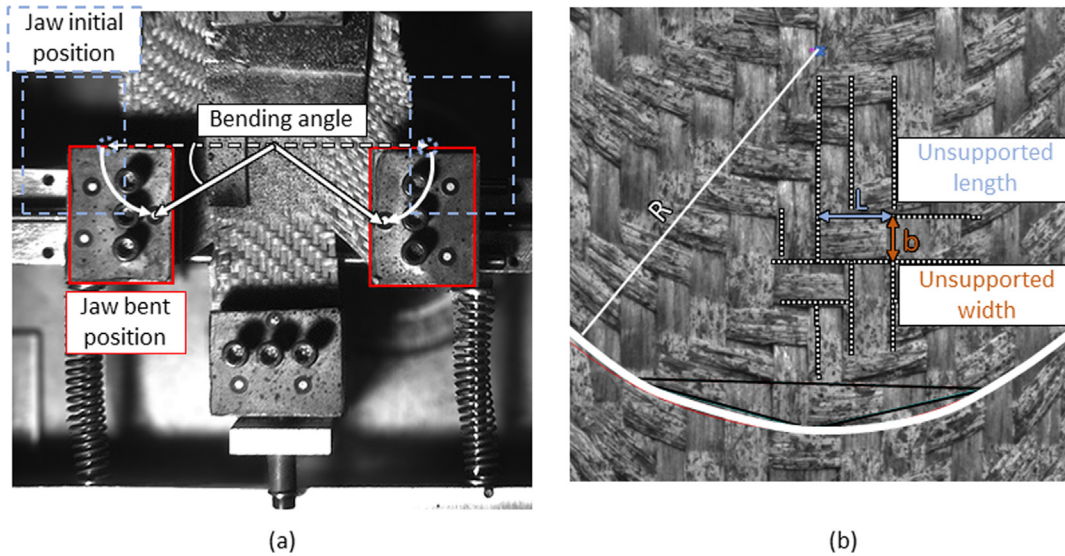 Jaw initial
position
Bending angle
Jaw bent
position
(a)
R
Unsupported
length
L
b
Unsupported
width
(b)